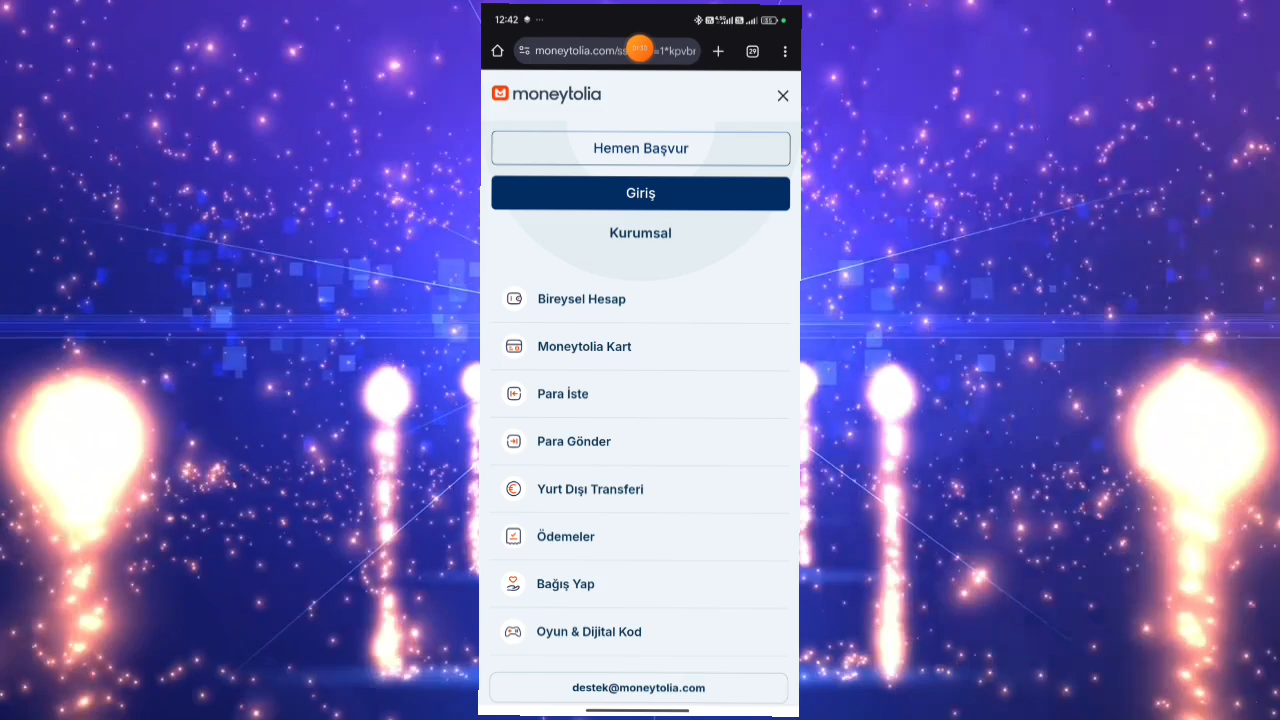 12:42
moneytolia.com/ss =1*kpvbr
29
moneytolia
Hemen Başvur
Giriş
Kurumsal
Bireysel Hesap
Moneytolia Kart
Para İste
Para Gönder
Yurt Dışı Transferi
Ödemeler
Bağış Yap
Oyun & Dijital Kod
destek@moneytolia.com